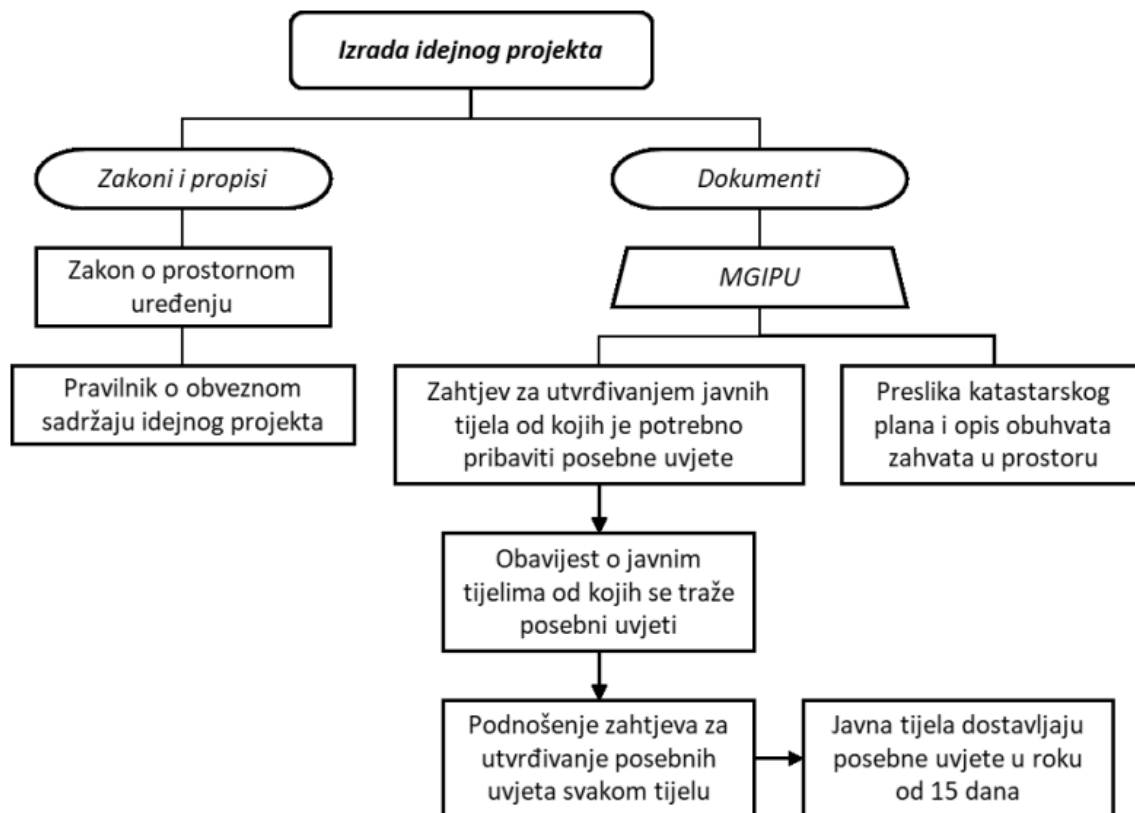 Izrada idejnog projekta
Zakoni i propisi
Dokumenti
Zakon o prostornom
uređenju
MGIPU
Pravilnik o obveznom
sadržaju idejnog projekta
Zahtjev za utvrđivanjem javnih
tijela od kojih je potrebno
pribaviti posebne uvjete
Preslika katastarskog
plana i opis obuhvata
zahvata u prostoru
Obavijest o javnim
tijelima od kojih se traže
posebni uvjeti
Podnošenje zahtjeva za
utvrđivanje posebnih
uvjeta svakom tijelu
Javna tijela dostavljaju
posebne uvjete u roku
od 15 dana